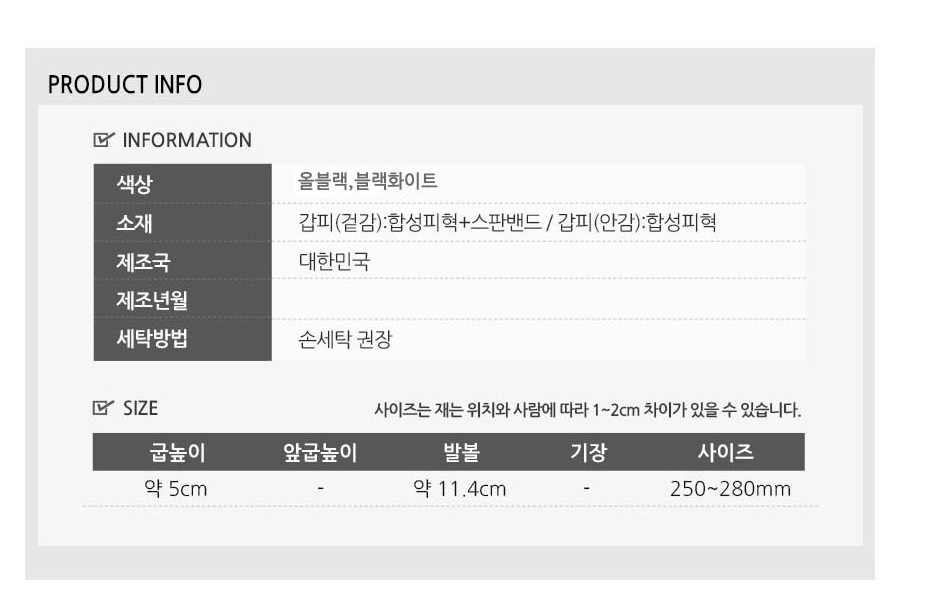 PRODUCT INFO
INFORMATION
색상 올블랙,블랙화이트
소재 갑피(겉감):합성피혁+스판밴드 / 갑피(안감):합성피혁
제조국 대한민국
제조년월
세탁방법 손세탁 권장
SIZE 사이즈는 재는 위치와 사람에 따라 1~2cm 차이가 있을 수 있습니다.
굽높이 앞굽높이 발볼 기장 사이즈
약 5cm - 약 11.4cm - 250~280mm